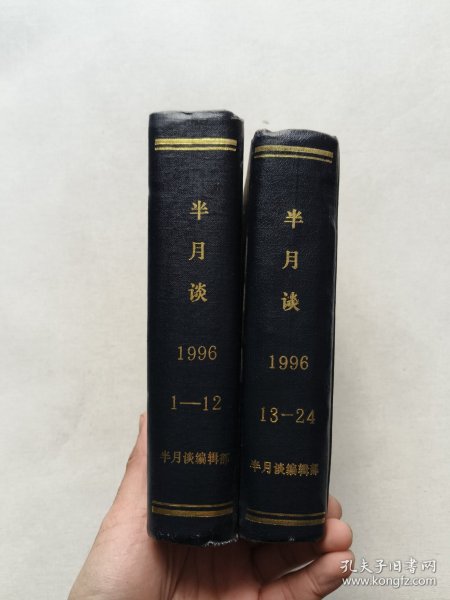 半月谈
1996
1—12
半月谈编辑部
半月谈
1996
13-24
半月谈编辑部
孔夫子旧书网
www.kongfz.com